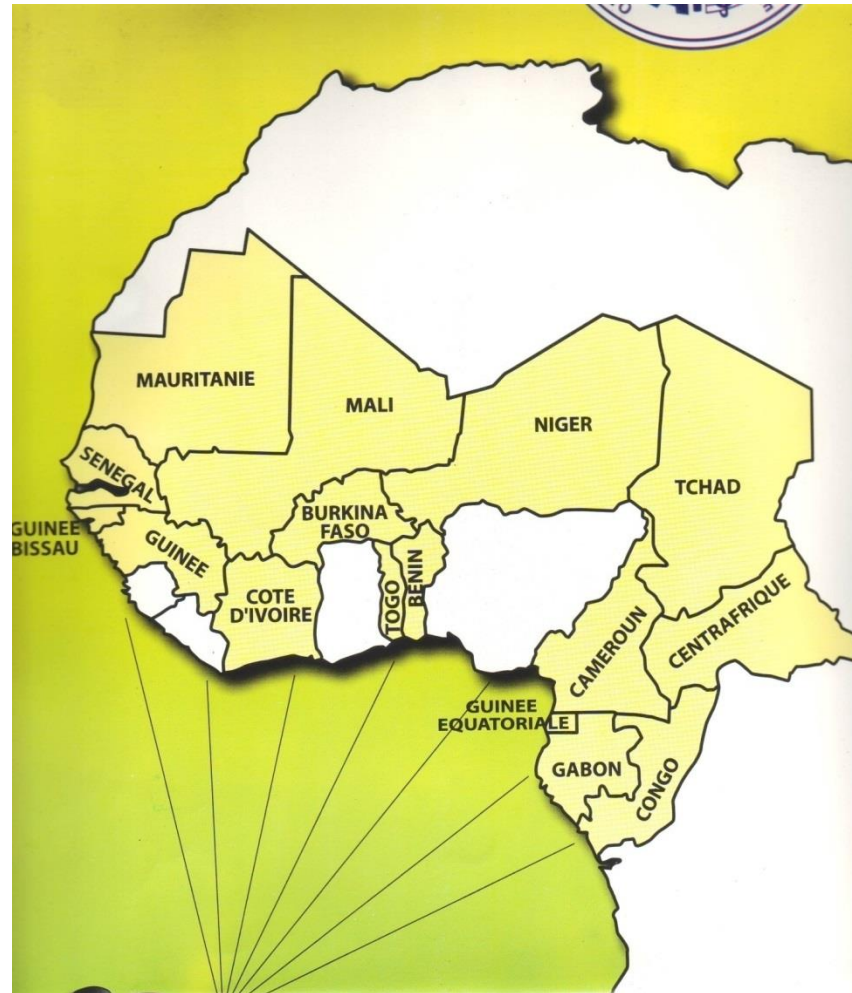 MAURITANIE
MALI
NIGER
TCHAD
SENEGAL
BURKINA
FASO
GUINEE
BISSAU
GUINEE
COTE
D'IVOIRE
TOGO
BENIN
CAMEROUN
CENTRAFRIQUE
GUINEE
EQUATORIALE
GABON
CONGO